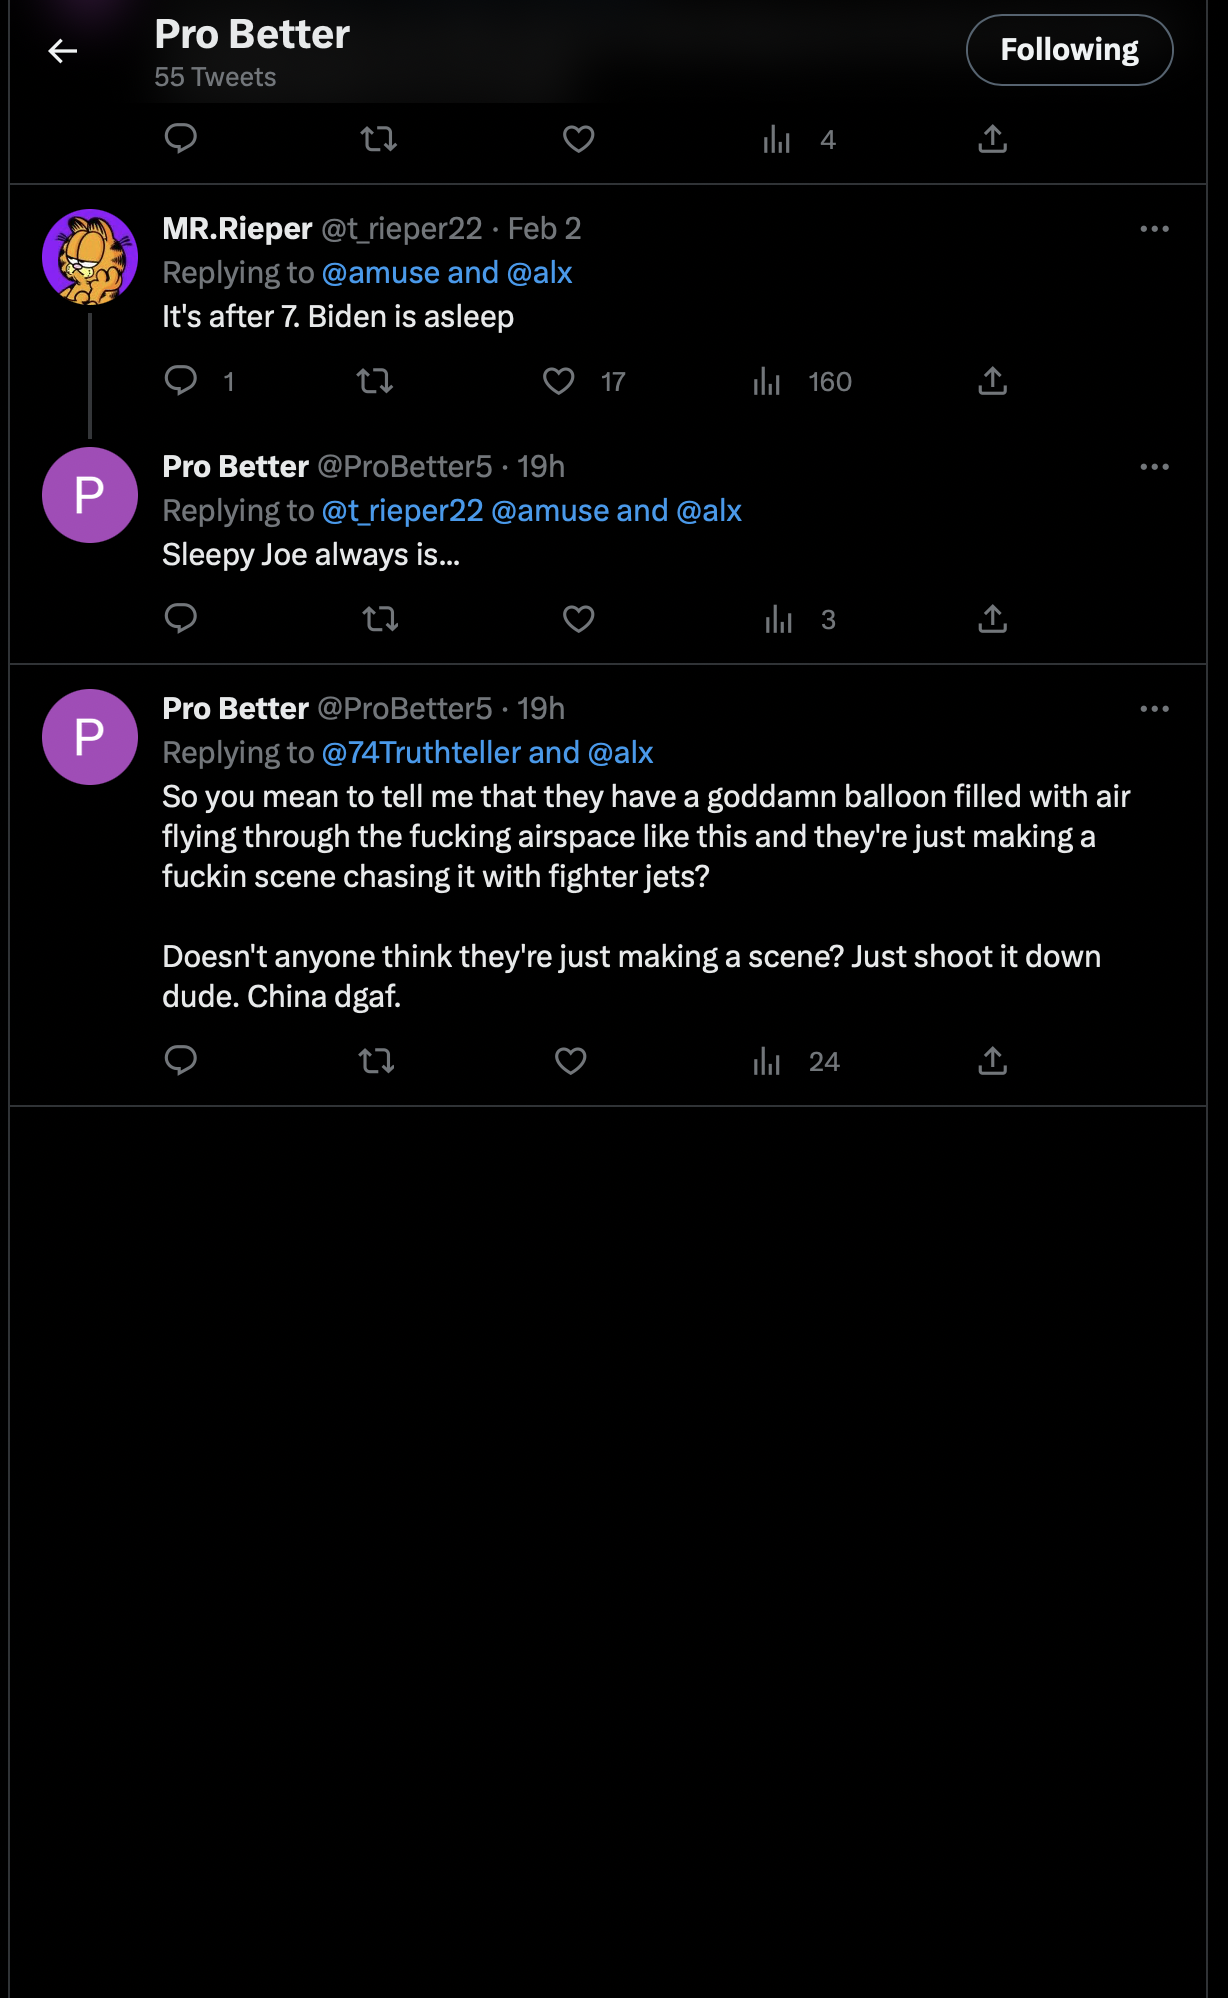 Pro Better
55 Tweets
Following
4
MR.Rieper @t_rieper22 · Feb 2
Replying to @amuse and @alx
It's after 7. Biden is asleep
1 17 160
P
Pro Better @ProBetter5 · 19h
Replying to @t_rieper22 @amuse and @alx
Sleepy Joe always is...
3
P
Pro Better @ProBetter5 · 19h
Replying to @74Truthteller and @alx
So you mean to tell me that they have a goddamn balloon filled with air
flying through the fucking airspace like this and they're just making a
fuckin scene chasing it with fighter jets?
Doesn't anyone think they're just making a scene? Just shoot it down
dude. China dgaf.
24